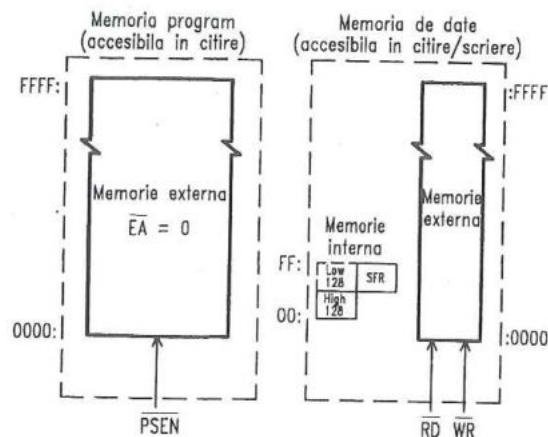 Memoria program
(accesibila in citire)
Memoria de date
(accesibila in citire/scriere)
FFFF:
:FFFF
Memorie externa
EA = 0
Memorie
externa
Memorie
interna
FF:
Low
128
SFR
High
128
00:
0000:
:0000
PSEN
RD WR